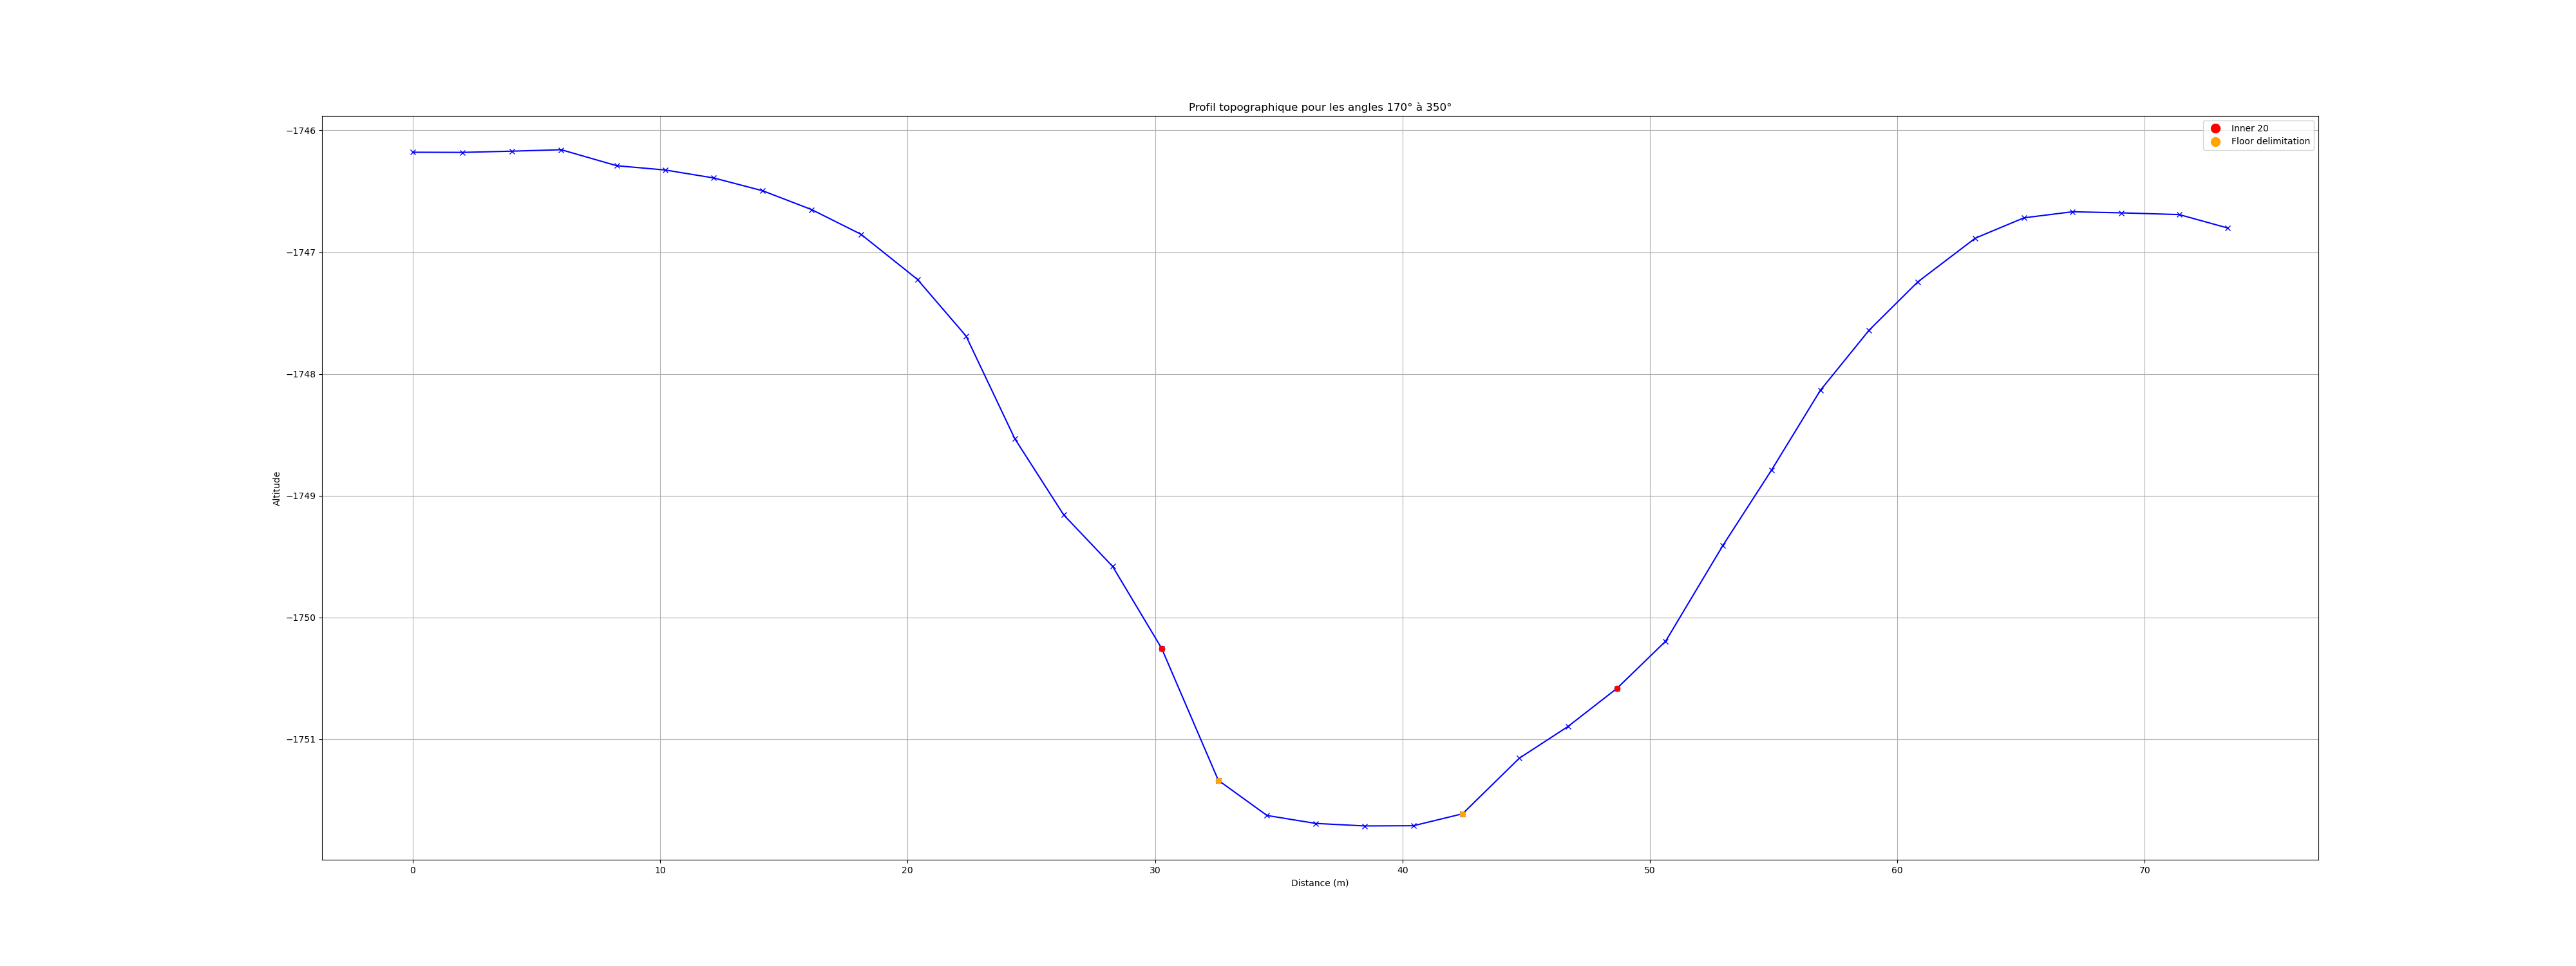 Profil topographique pour les angles 170° à 350°
Inner 20
Floor delimitation
−1746
−1747
−1748
−1749
−1750
−1751
Altitude
0 10 20 30 40 50 60 70
Distance (m)